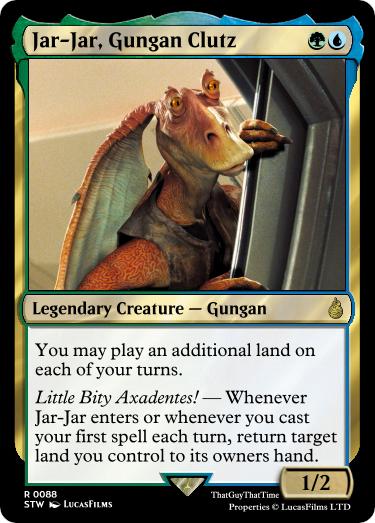 Jar-Jar, Gungan Clutz
Legendary Creature — Gungan
You may play an additional land on
each of your turns.
Little Bity Axadentes! — Whenever
Jar-Jar enters or whenever you cast
your first spell each turn, return target
land you control to its owners hand.
1/2
R 0088
STW LUCASFILMS
ThatGuyThatTime
Properties © LucasFilms LTD